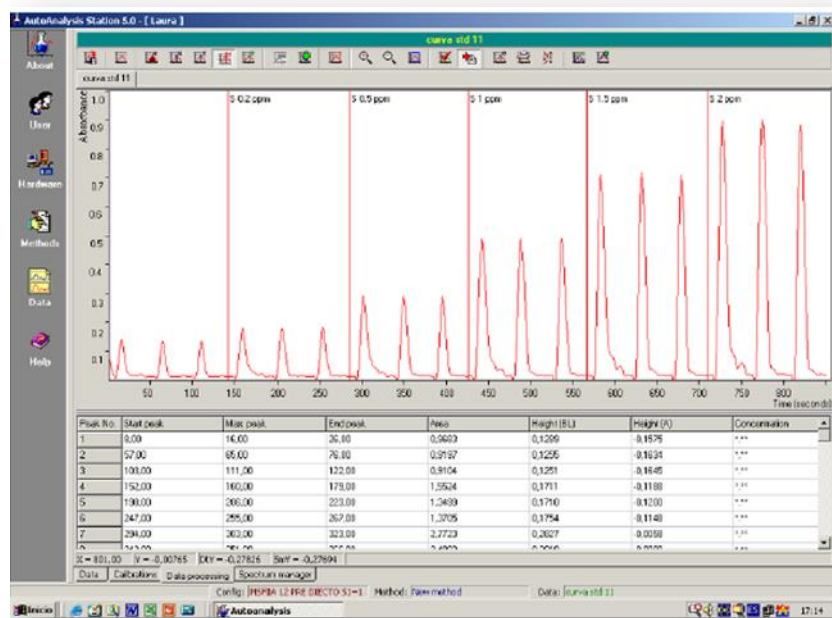 AutoAnalysis Station 5.0 - [ Laura ]
curva std 11
About
User
Hardware
Methods
Data
Help
curva std 11
Absorbance
1.0
0.9
0.8
0.7
0.6
0.5
0.4
0.3
0.2
0.1
S 0.2 ppm
S 0.5 ppm
S 1 ppm
S 1.5 ppm
S 2 ppm
50 100 150 200 250 300 350 400 450 500 550 600 650 700 750 800
Time (seconds)
Peak No. Start peak Max peak End peak Area Height (BL) Height (A) Concentration
1 8,00 16,00 26,00 0,9683 0,1289 -0,1575 *,**
2 57,00 65,00 76,00 0,9197 0,1255 -0,1634 *,**
3 103,00 111,00 122,00 0,9104 0,1251 -0,1645 *,**
4 152,00 160,00 179,00 1,5524 0,1711 -0,1188 *,**
5 198,00 206,00 223,00 1,3499 0,1710 -0,1200 *,**
6 247,00 255,00 267,00 1,3705 0,1754 -0,1148 *,**
7 294,00 303,00 323,00 2,7723 0,2827 -0,0058 *,**
X = 801,00 Y = -0,00765 DtY = -0,27826 SmY = -0,27694
Data Calibrations Data processing Spectrum manager
Config: Method: New method Data: curva std 11
Inicio Autoanalysis 17:14